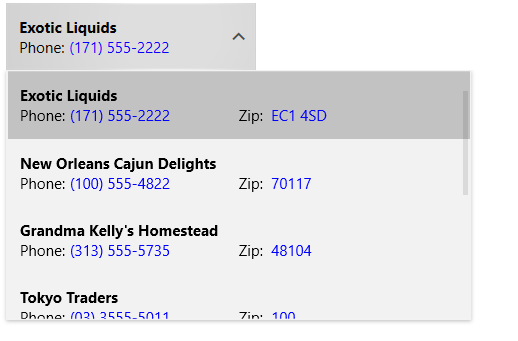 Exotic Liquids
Phone: (171) 555-2222
Exotic Liquids
Phone: (171) 555-2222 Zip: EC1 4SD
New Orleans Cajun Delights
Phone: (100) 555-4822 Zip: 70117
Grandma Kelly's Homestead
Phone: (313) 555-5735 Zip: 48104
Tokyo Traders
Phone: (03) 3555-5011 Zip: 100